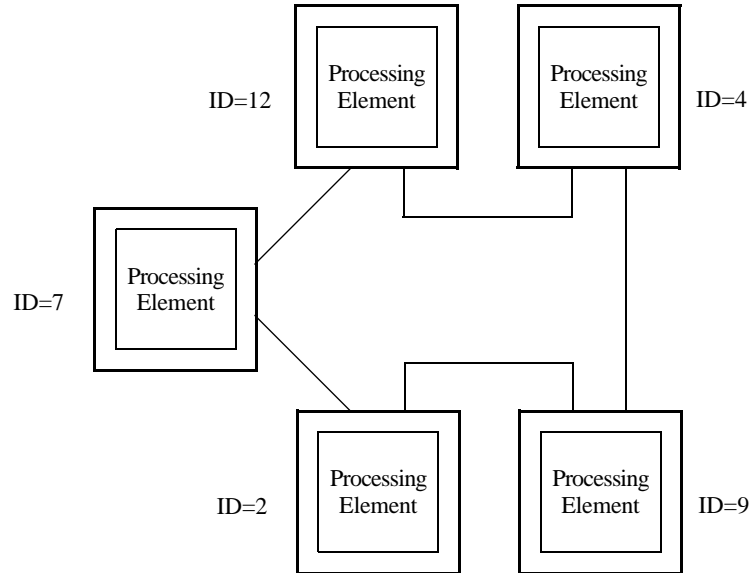 Processing
Element
ID=12
Processing
Element
ID=4
Processing
Element
ID=7
Processing
Element
ID=2
Processing
Element
ID=9